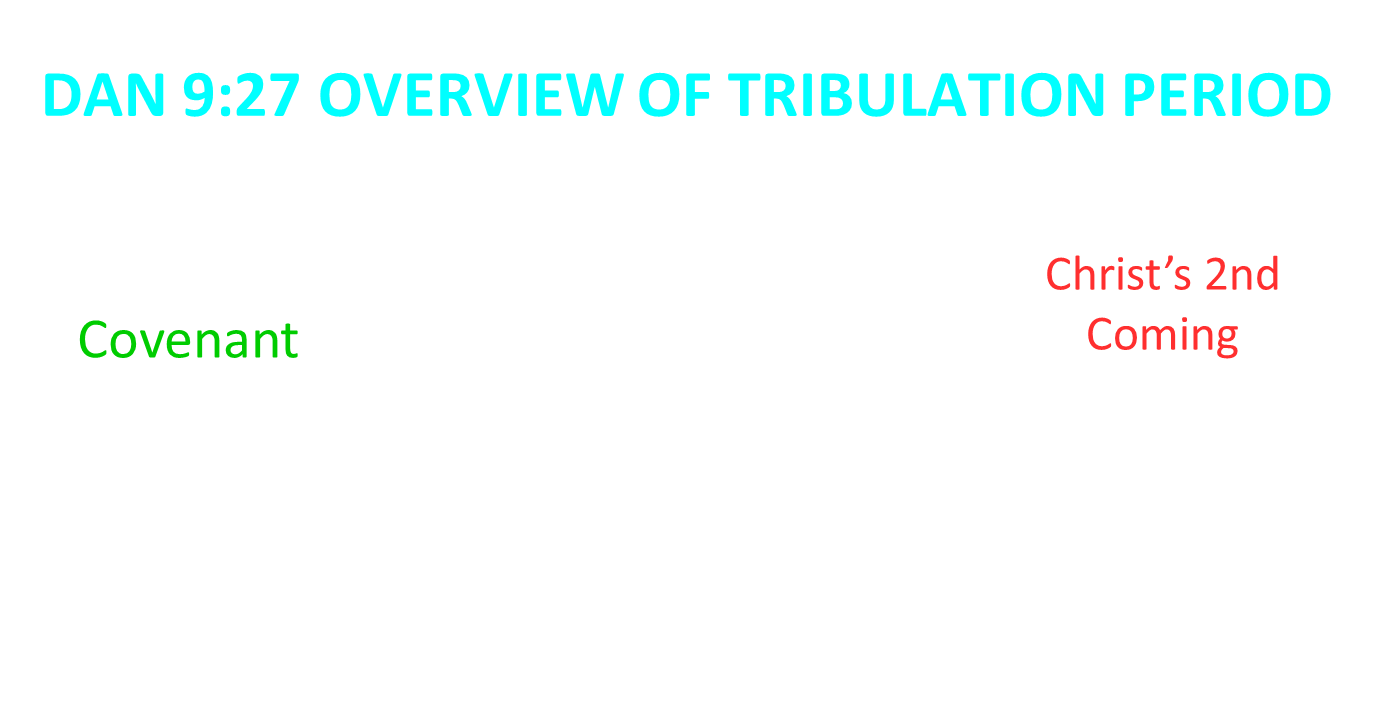 DAN 9:27 OVERVIEW OF TRIBULATION PERIOD
Christ’s 2nd
Coming
Covenant